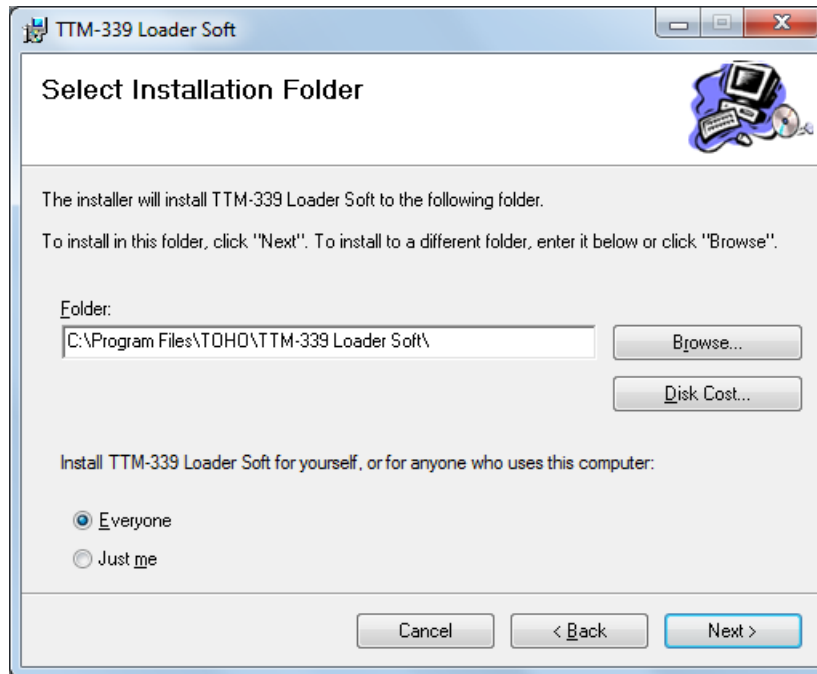 TTM-339 Loader Soft
Select Installation Folder
The installer will install TTM-339 Loader Soft to the following folder.
To install in this folder, click "Next". To install to a different folder, enter it below or click "Browse".
Folder:
C:\Program Files\TOHO\TTM-339 Loader Soft\
Browse...
Disk Cost...
Install TTM-339 Loader Soft for yourself, or for anyone who uses this computer:
Everyone
Just me
Cancel
< Back
Next >